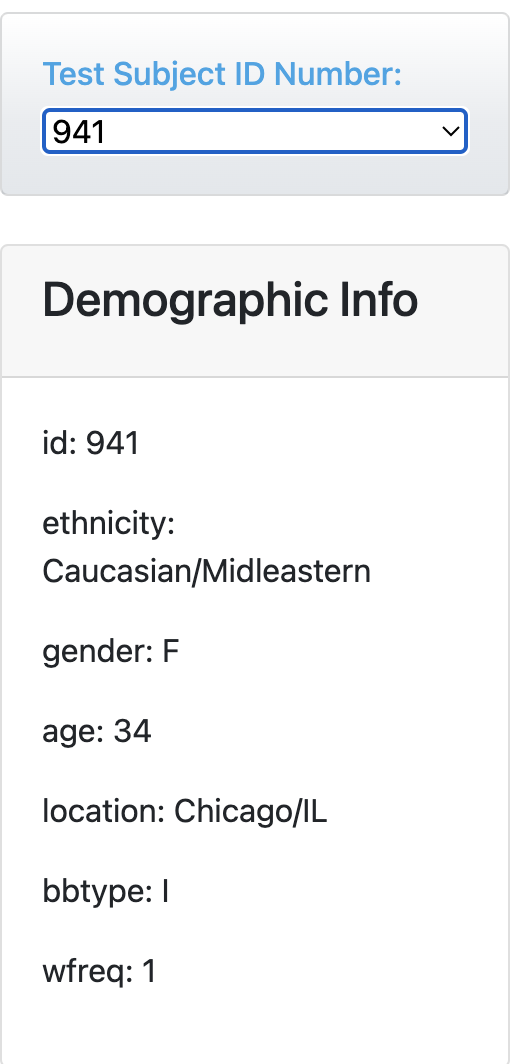 Test Subject ID Number:
941
Demographic Info
id: 941
ethnicity:
Caucasian/Midleastern
gender: F
age: 34
location: Chicago/IL
bbtype: I
wfreq: 1